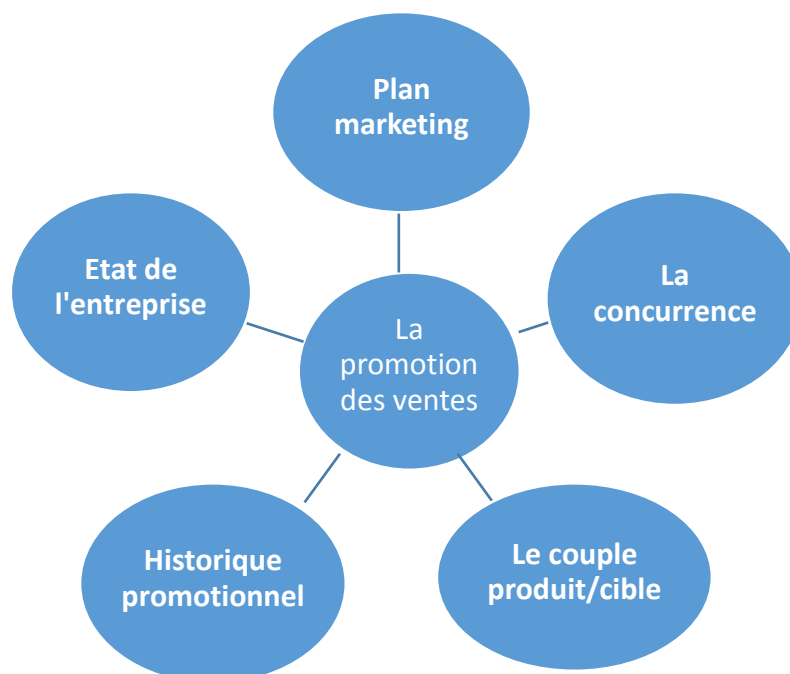 Plan
marketing
Etat de
l'entreprise
La
concurrence
La
promotion
des ventes
Historique
promotionnel
Le couple
produit/cible